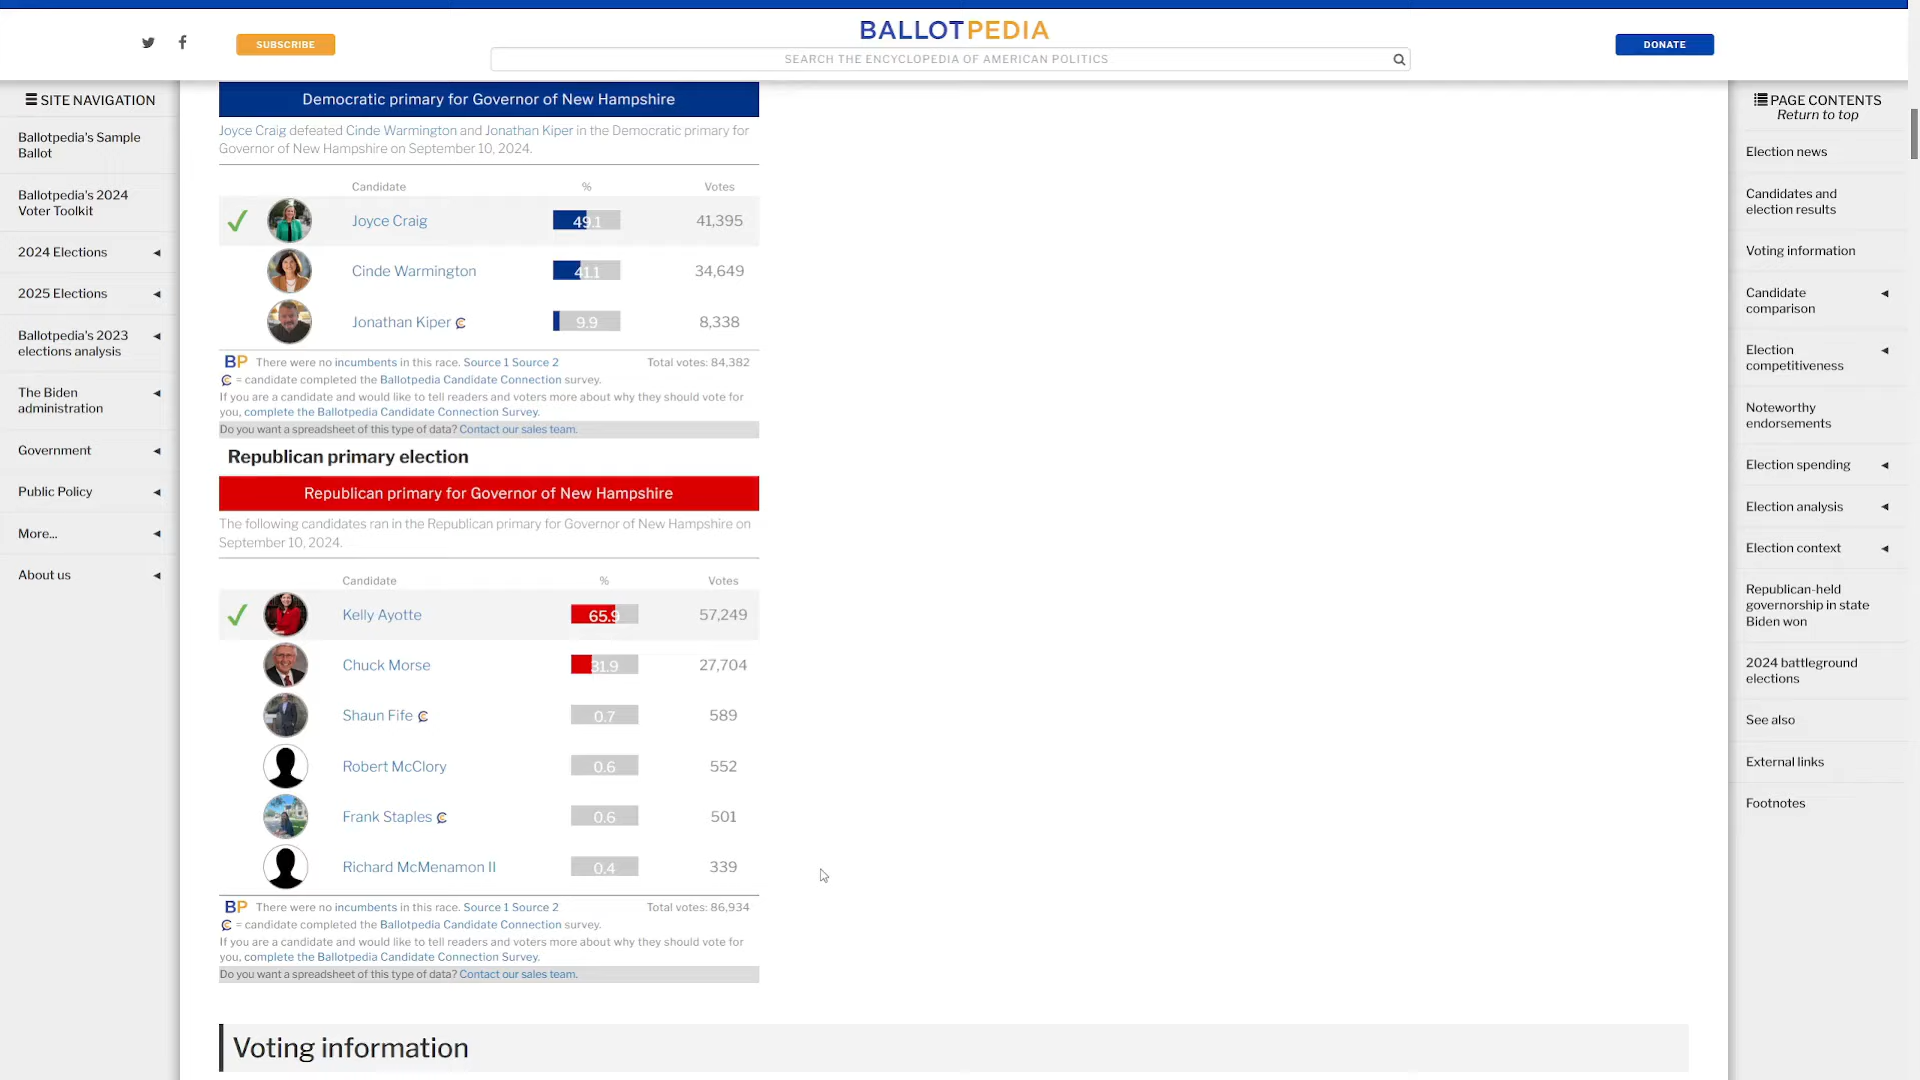 BALLOTPEDIA
SUBSCRIBE
SEARCH THE ENCYCLOPEDIA OF AMERICAN POLITICS
DONATE
SITE NAVIGATION
Ballotpedia's Sample
Ballot
Ballotpedia's 2024
Voter Toolkit
2024 Elections
2025 Elections
Ballotpedia's 2023
elections analysis
The Biden
administration
Government
Public Policy
More...
About us
Democratic primary for Governor of New Hampshire
Joyce Craig defeated Cinde Warmington and Jonathan Kiper in the Democratic primary for
Governor of New Hampshire on September 10, 2024.
Candidate % Votes
Joyce Craig 49.1 41,395
Cinde Warmington 41.1 34,649
Jonathan Kiper 9.9 8,338
BP There were no incumbents in this race. Source 1 Source 2 Total votes: 84,382
= candidate completed the Ballotpedia Candidate Connection survey.
If you are a candidate and would like to tell readers and voters more about why they should vote for
you, complete the Ballotpedia Candidate Connection Survey.
Do you want a spreadsheet of this type of data? Contact our sales team.
Republican primary election
Republican primary for Governor of New Hampshire
The following candidates ran in the Republican primary for Governor of New Hampshire on
September 10, 2024.
Candidate % Votes
Kelly Ayotte 65.9 57,249
Chuck Morse 31.9 27,704
Shaun Fife 0.7 589
Robert McClory 0.6 552
Frank Staples 0.6 501
Richard McMenamon II 0.4 339
BP There were no incumbents in this race. Source 1 Source 2 Total votes: 86,934
= candidate completed the Ballotpedia Candidate Connection survey.
If you are a candidate and would like to tell readers and voters more about why they should vote for
you, complete the Ballotpedia Candidate Connection Survey.
Do you want a spreadsheet of this type of data? Contact our sales team.
Voting information
PAGE CONTENTS
Return to top
Election news
Candidates and
election results
Voting information
Candidate
comparison
Election
competitiveness
Noteworthy
endorsements
Election spending
Election analysis
Election context
Republican-held
governorship in state
Biden won
2024 battleground
elections
See also
External links
Footnotes